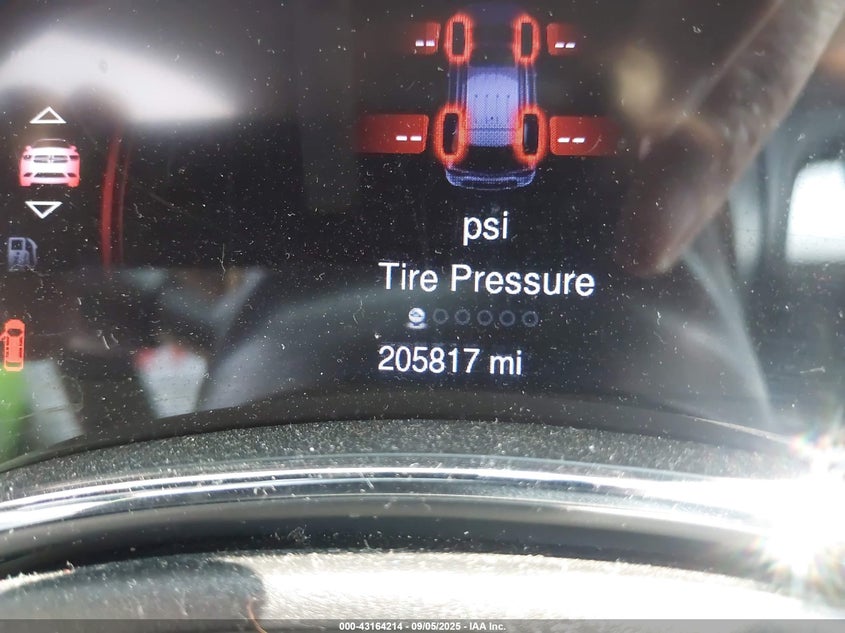 -- --
-- --
psi
Tire Pressure
205817 mi
000-43164214 - 09/05/2025 - IAA Inc.